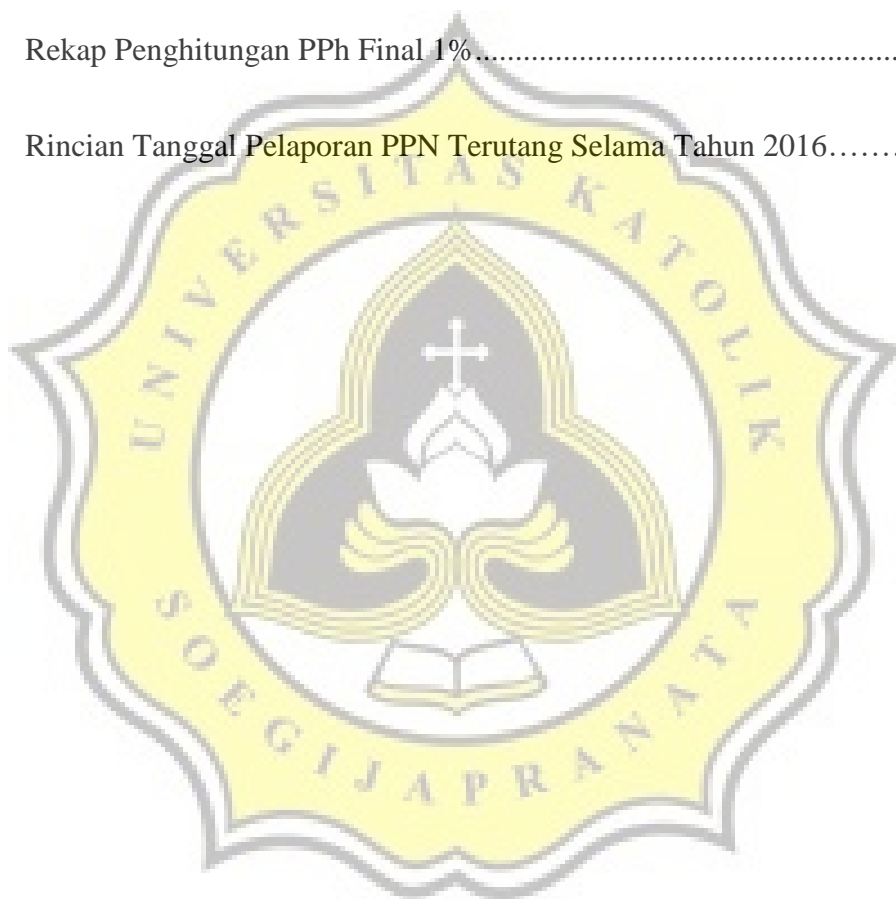 Rekap Penghitungan PPh Final 1%....................................................
Rincian Tanggal Pelaporan PPN Terutang Selama Tahun 2016…….
UNIVERSITAS KATOLIK
SOEGIJAPRANATA